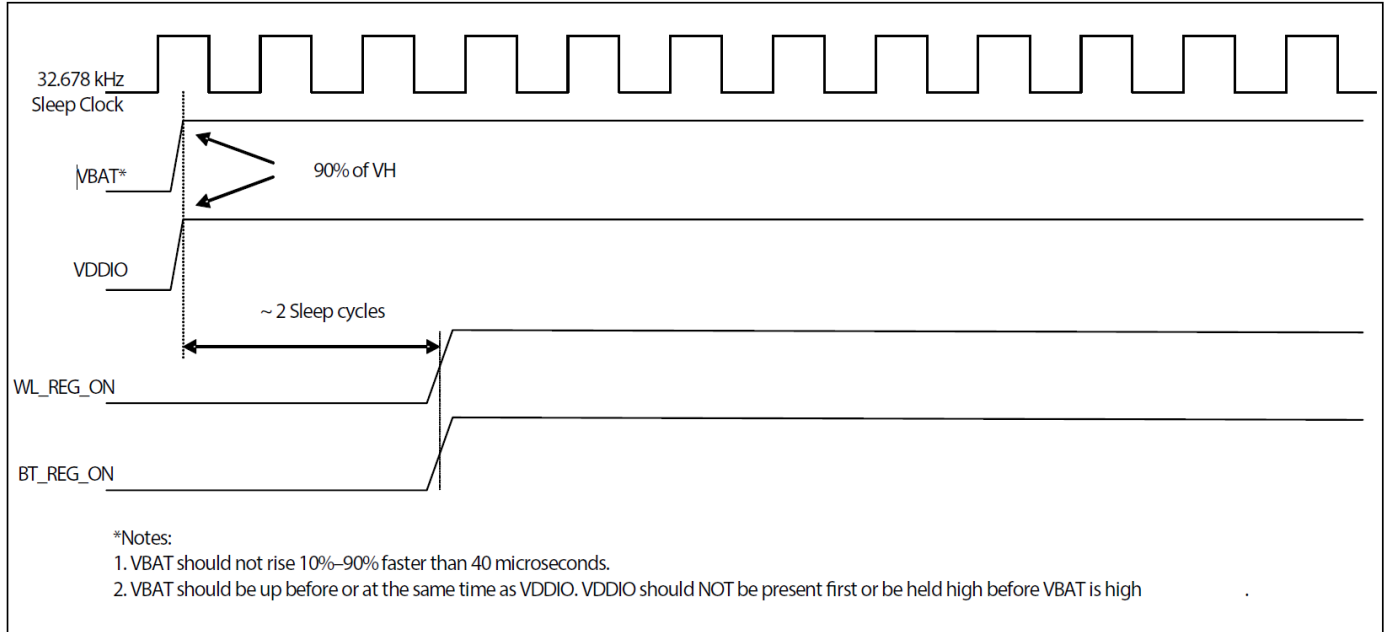 32.678 kHz
Sleep Clock
VBAT*
90% of VH
VDDIO
~ 2 Sleep cycles
WL_REG_ON
BT_REG_ON
*Notes:
1. VBAT should not rise 10%–90% faster than 40 microseconds.
2. VBAT should be up before or at the same time as VDDIO. VDDIO should NOT be present first or be held high before VBAT is high .